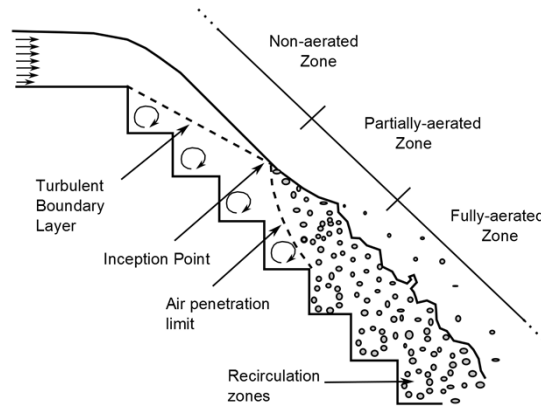 Non-aerated
Zone
Partially-aerated
Zone
Fully-aerated
Zone
Turbulent
Boundary
Layer
Inception Point
Air penetration
limit
Recirculation
zones